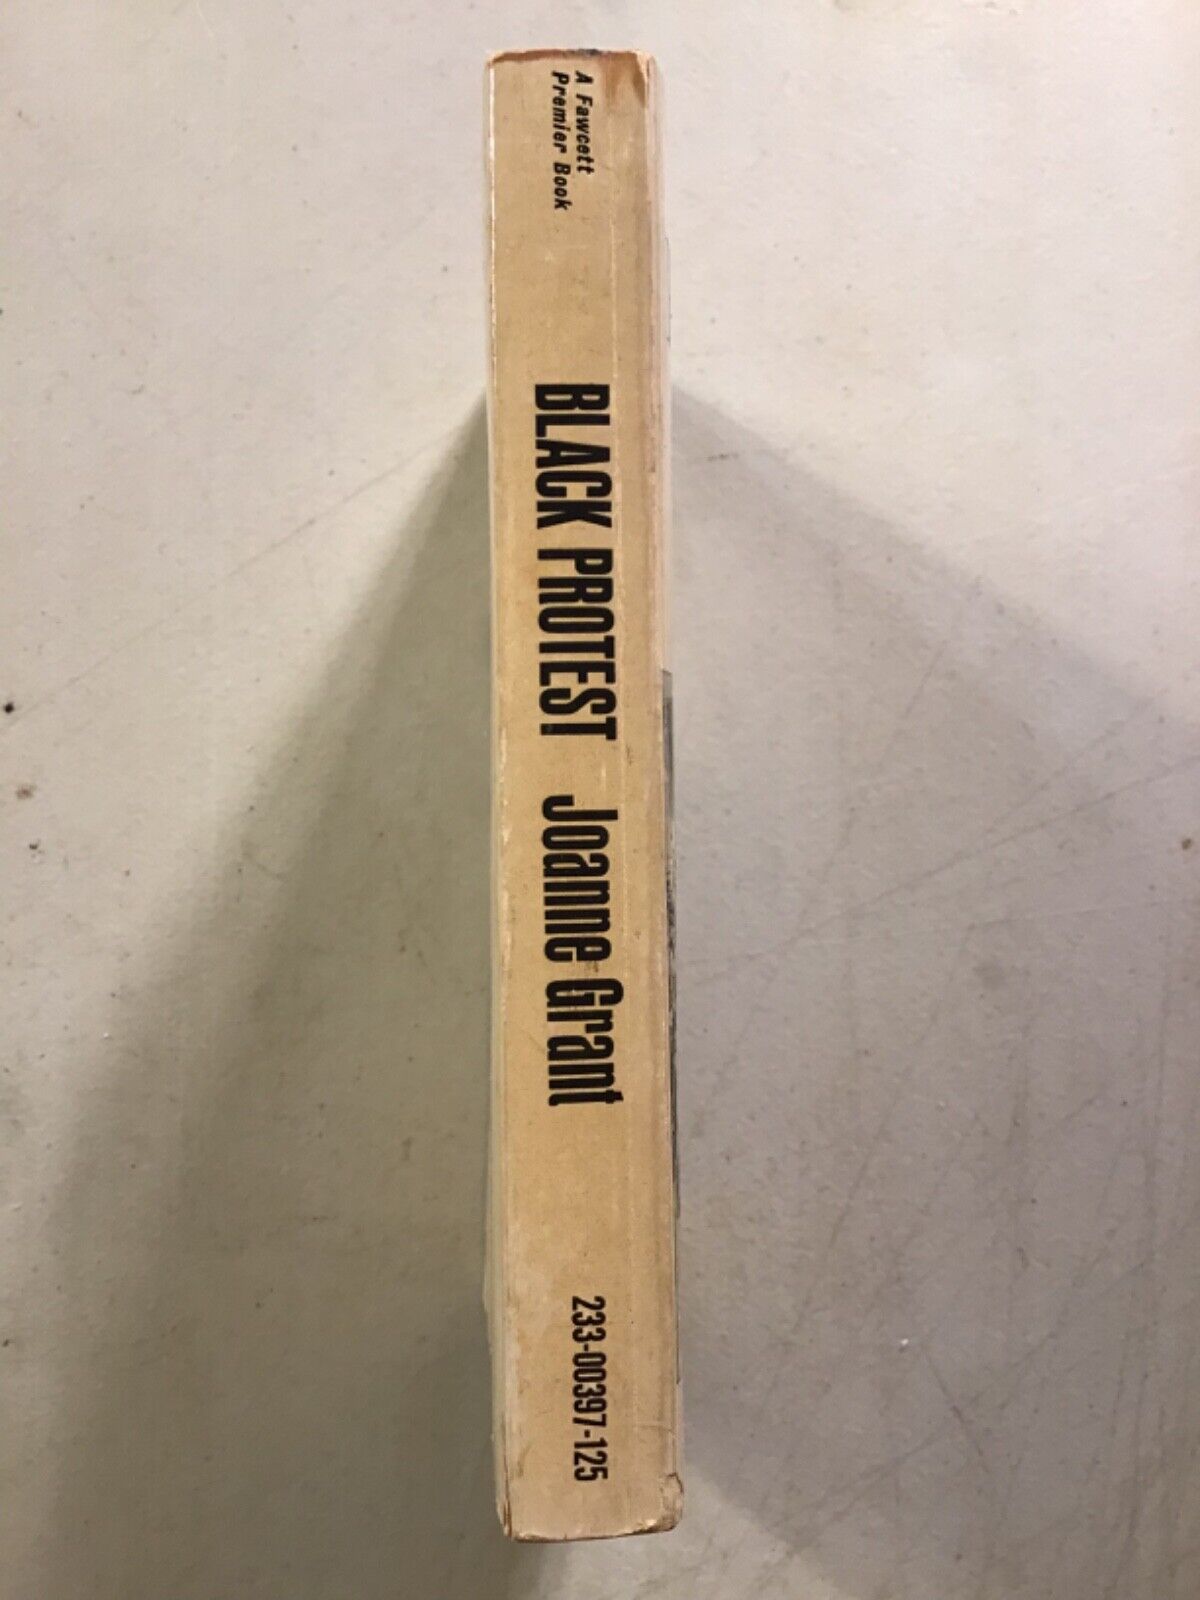 A Fawcett
Premier Book
BLACK PROTEST Joanne Grant
233-00397-125